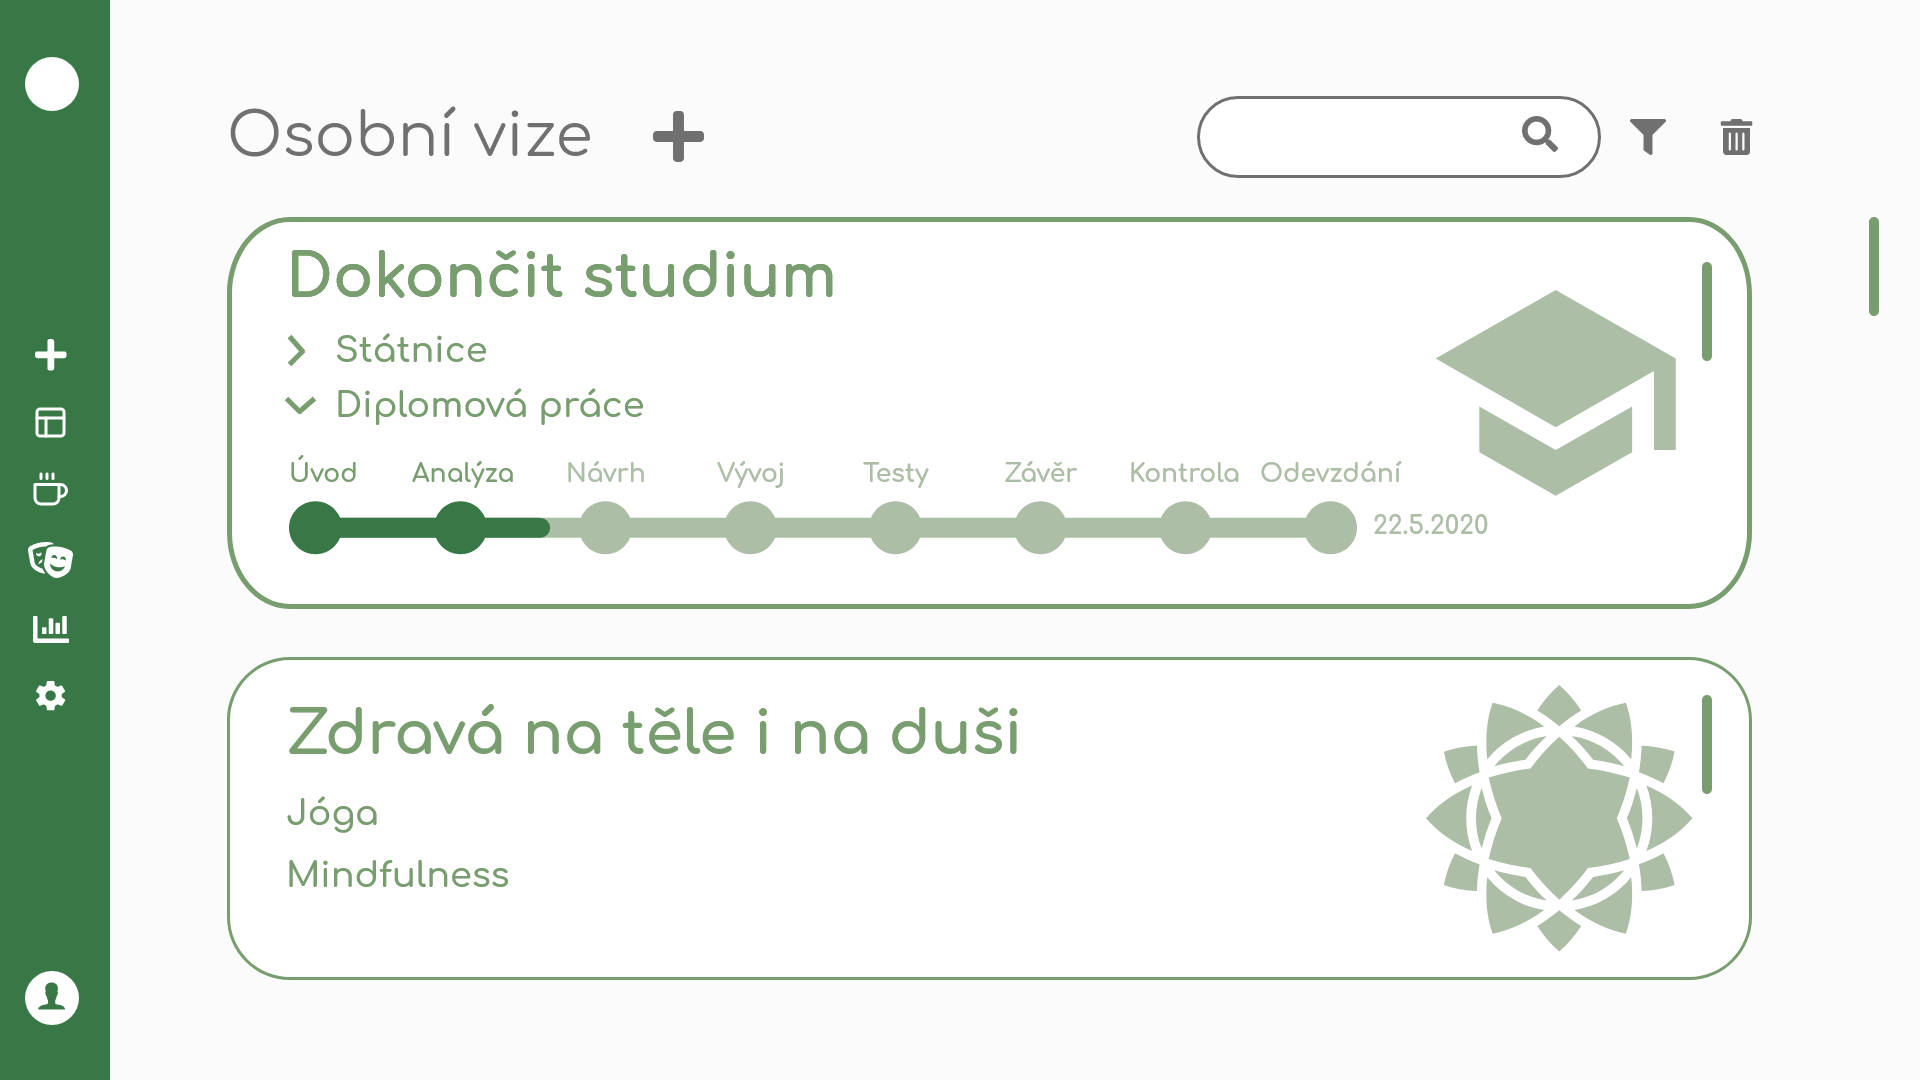 Osobní vize
Dokončit studium
Státnice
Diplomová práce
Úvod Analýza Návrh Vývoj Testy Závěr Kontrola Odevzdání
22.5.2020
Zdravá na těle i na duši
Jóga
Mindfulness